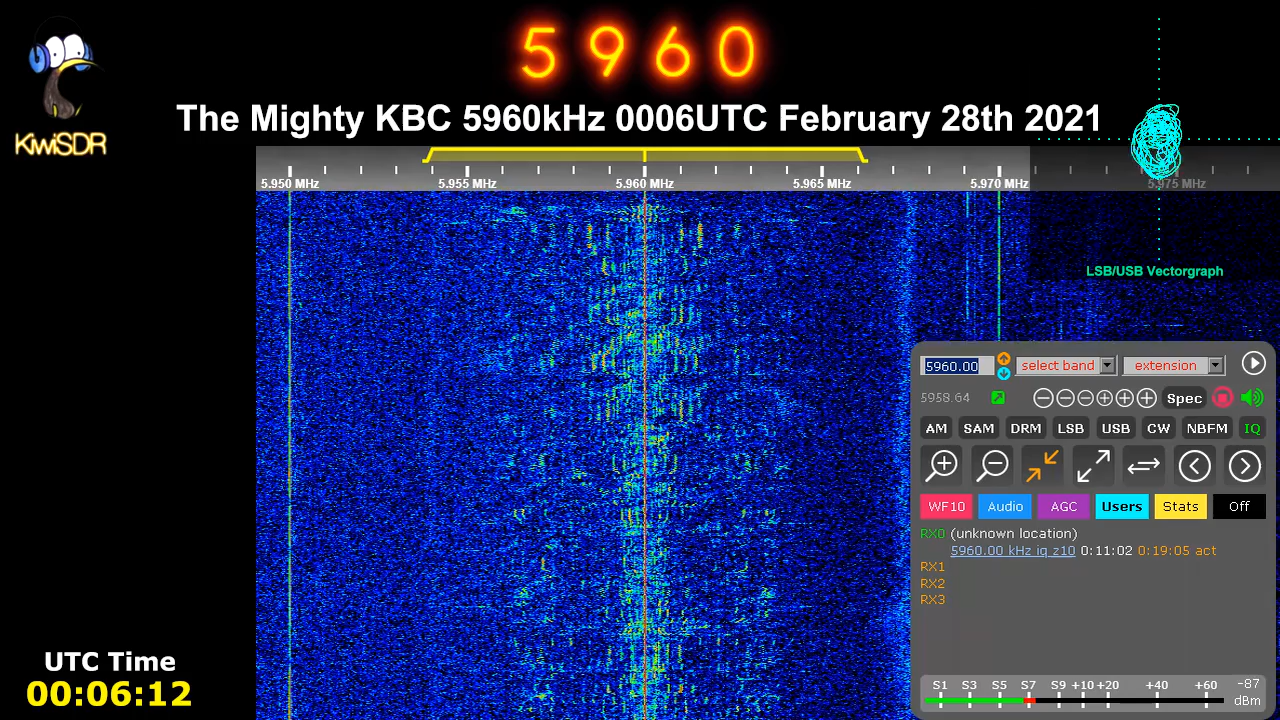 5960
KiwiSDR
The Mighty KBC 5960kHz 0006UTC February 28th 2021
5.950 MHz 5.955 MHz 5.960 MHz 5.965 MHz 5.970 MHz 5.975 MHz
LSB/USB Vectorgraph
5960.00 select band extension
5958.64 Spec
AM SAM DRM LSB USB CW NBFM IQ
WF10 Audio AGC Users Stats Off
RX0 (unknown location)
5960.00 kHz iq z10 0:11:02 0:19:05 act
RX1
RX2
RX3
S1 S3 S5 S7 S9 +10 +20 +40 +60 -87
dBm
UTC Time
00:06:12